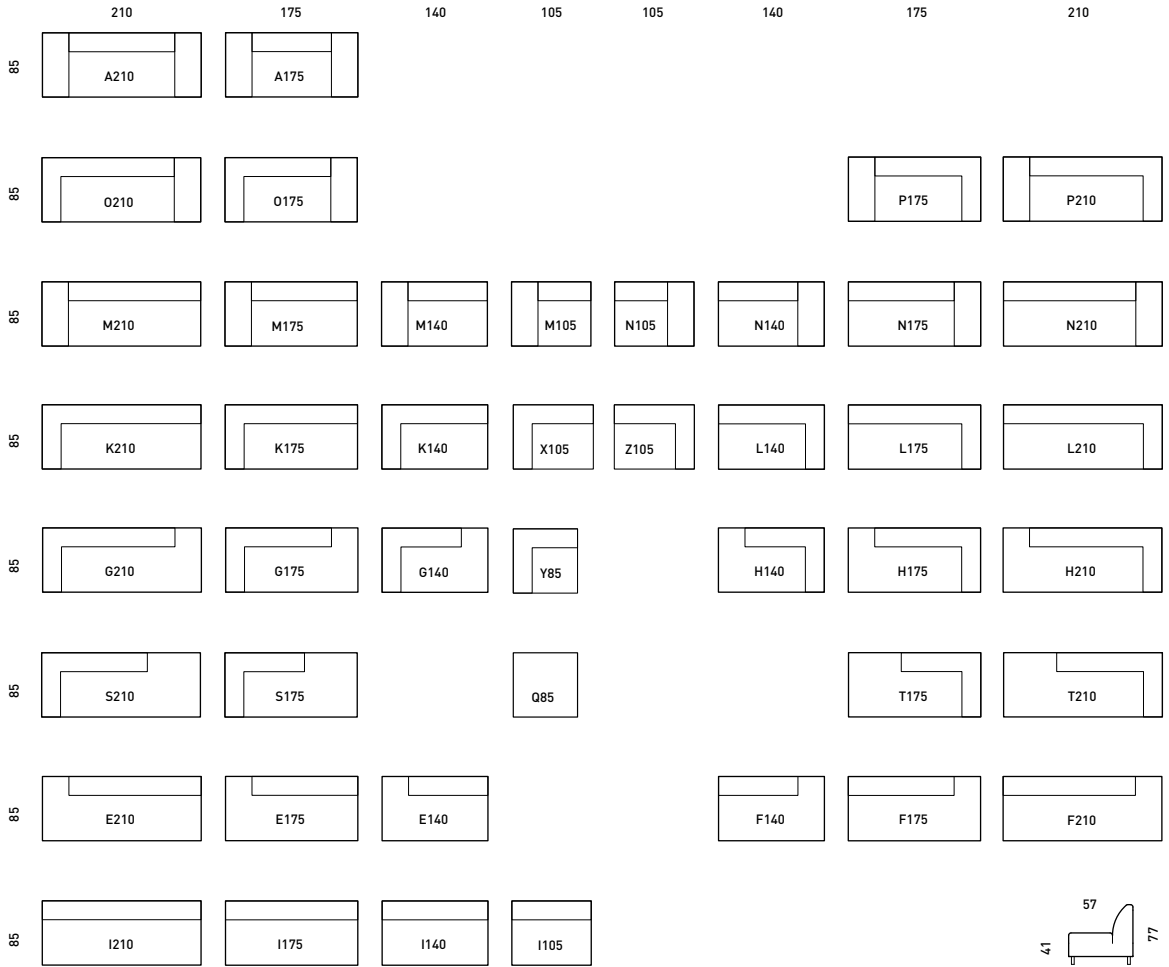 210 175 140 105 105 140 175 210
85 A210 A175
85 O210 O175 P175 P210
85 M210 M175 M140 M105 N105 N140 N175 N210
85 K210 K175 K140 X105 Z105 L140 L175 L210
85 G210 G175 G140 Y85 H140 H175 H210
85 S210 S175 Q85 T175 T210
85 E210 E175 E140 F140 F175 F210
57
85 I210 I175 I140 I105 41 77